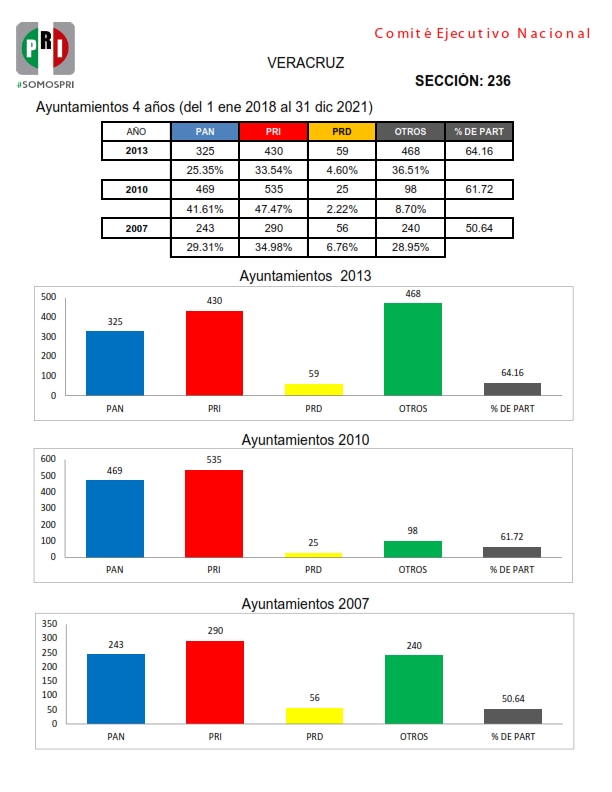 Comité Ejecutivo Nacional
PRI
#SOMOSPRI
VERACRUZ
SECCIÓN: 236
Ayuntamientos 4 años (del 1 ene 2018 al 31 dic 2021)
AÑO PAN PRI PRD OTROS % DE PART
2013 325 430 59 468 64.16
25.35% 33.54% 4.60% 36.51%
2010 469 535 25 98 61.72
41.61% 47.47% 2.22% 8.70%
2007 243 290 56 240 50.64
29.31% 34.98% 6.76% 28.95%
Ayuntamientos 2013
500
400
300
200
100
0
325 430 59 468 64.16
PAN PRI PRD OTROS % DE PART
Ayuntamientos 2010
600
500
400
300
200
100
0
469 535 25 98 61.72
PAN PRI PRD OTROS % DE PART
Ayuntamientos 2007
350
300
250
200
150
100
50
0
243 290 56 240 50.64
PAN PRI PRD OTROS % DE PART